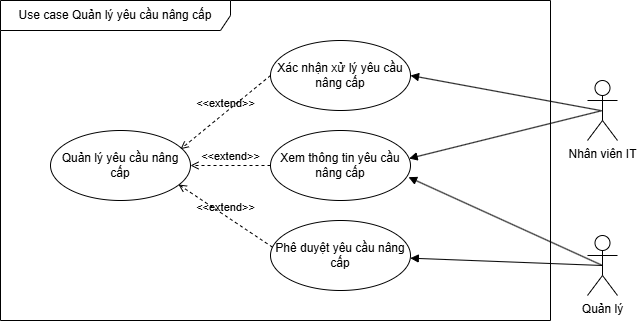 Use case Quản lý yêu cầu nâng cấp
Xác nhận xử lý yêu cầu
nâng cấp
<<extend>>
Nhân viên IT
Quản lý yêu cầu nâng
cấp
<<extend>>
Xem thông tin yêu cầu
nâng cấp
<<extend>>
Phê duyệt yêu cầu nâng
cấp
Quản lý